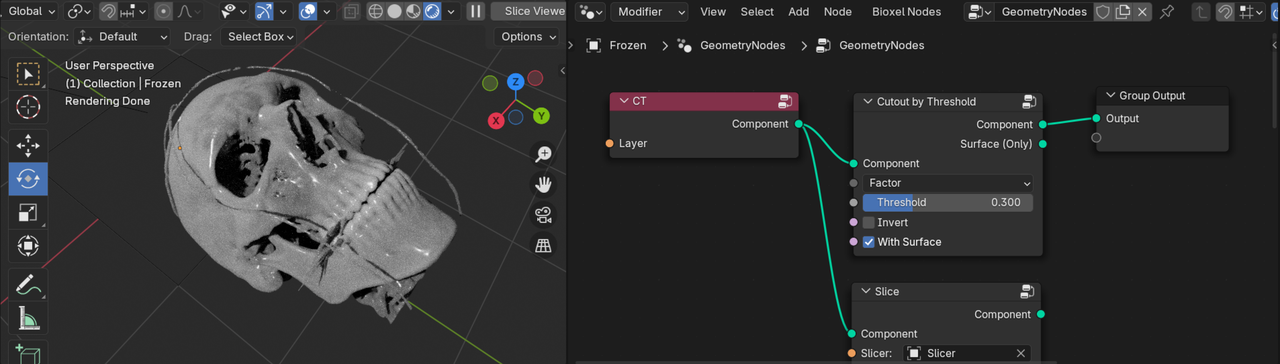 Global
Slice Viewe
Orientation: Default Drag: Select Box Options
User Perspective
(1) Collection | Frozen
Rendering Done
Z
Y
X
Modifier View Select Add Node Bioxel Nodes GeometryNodes
Frozen > GeometryNodes > GeometryNodes
CT
Component
Layer
Cutout by Threshold
Component
Surface (Only)
Component
Factor
Threshold 0.300
Invert
With Surface
Group Output
Output
Slice
Component
Component
Slicer: Slicer